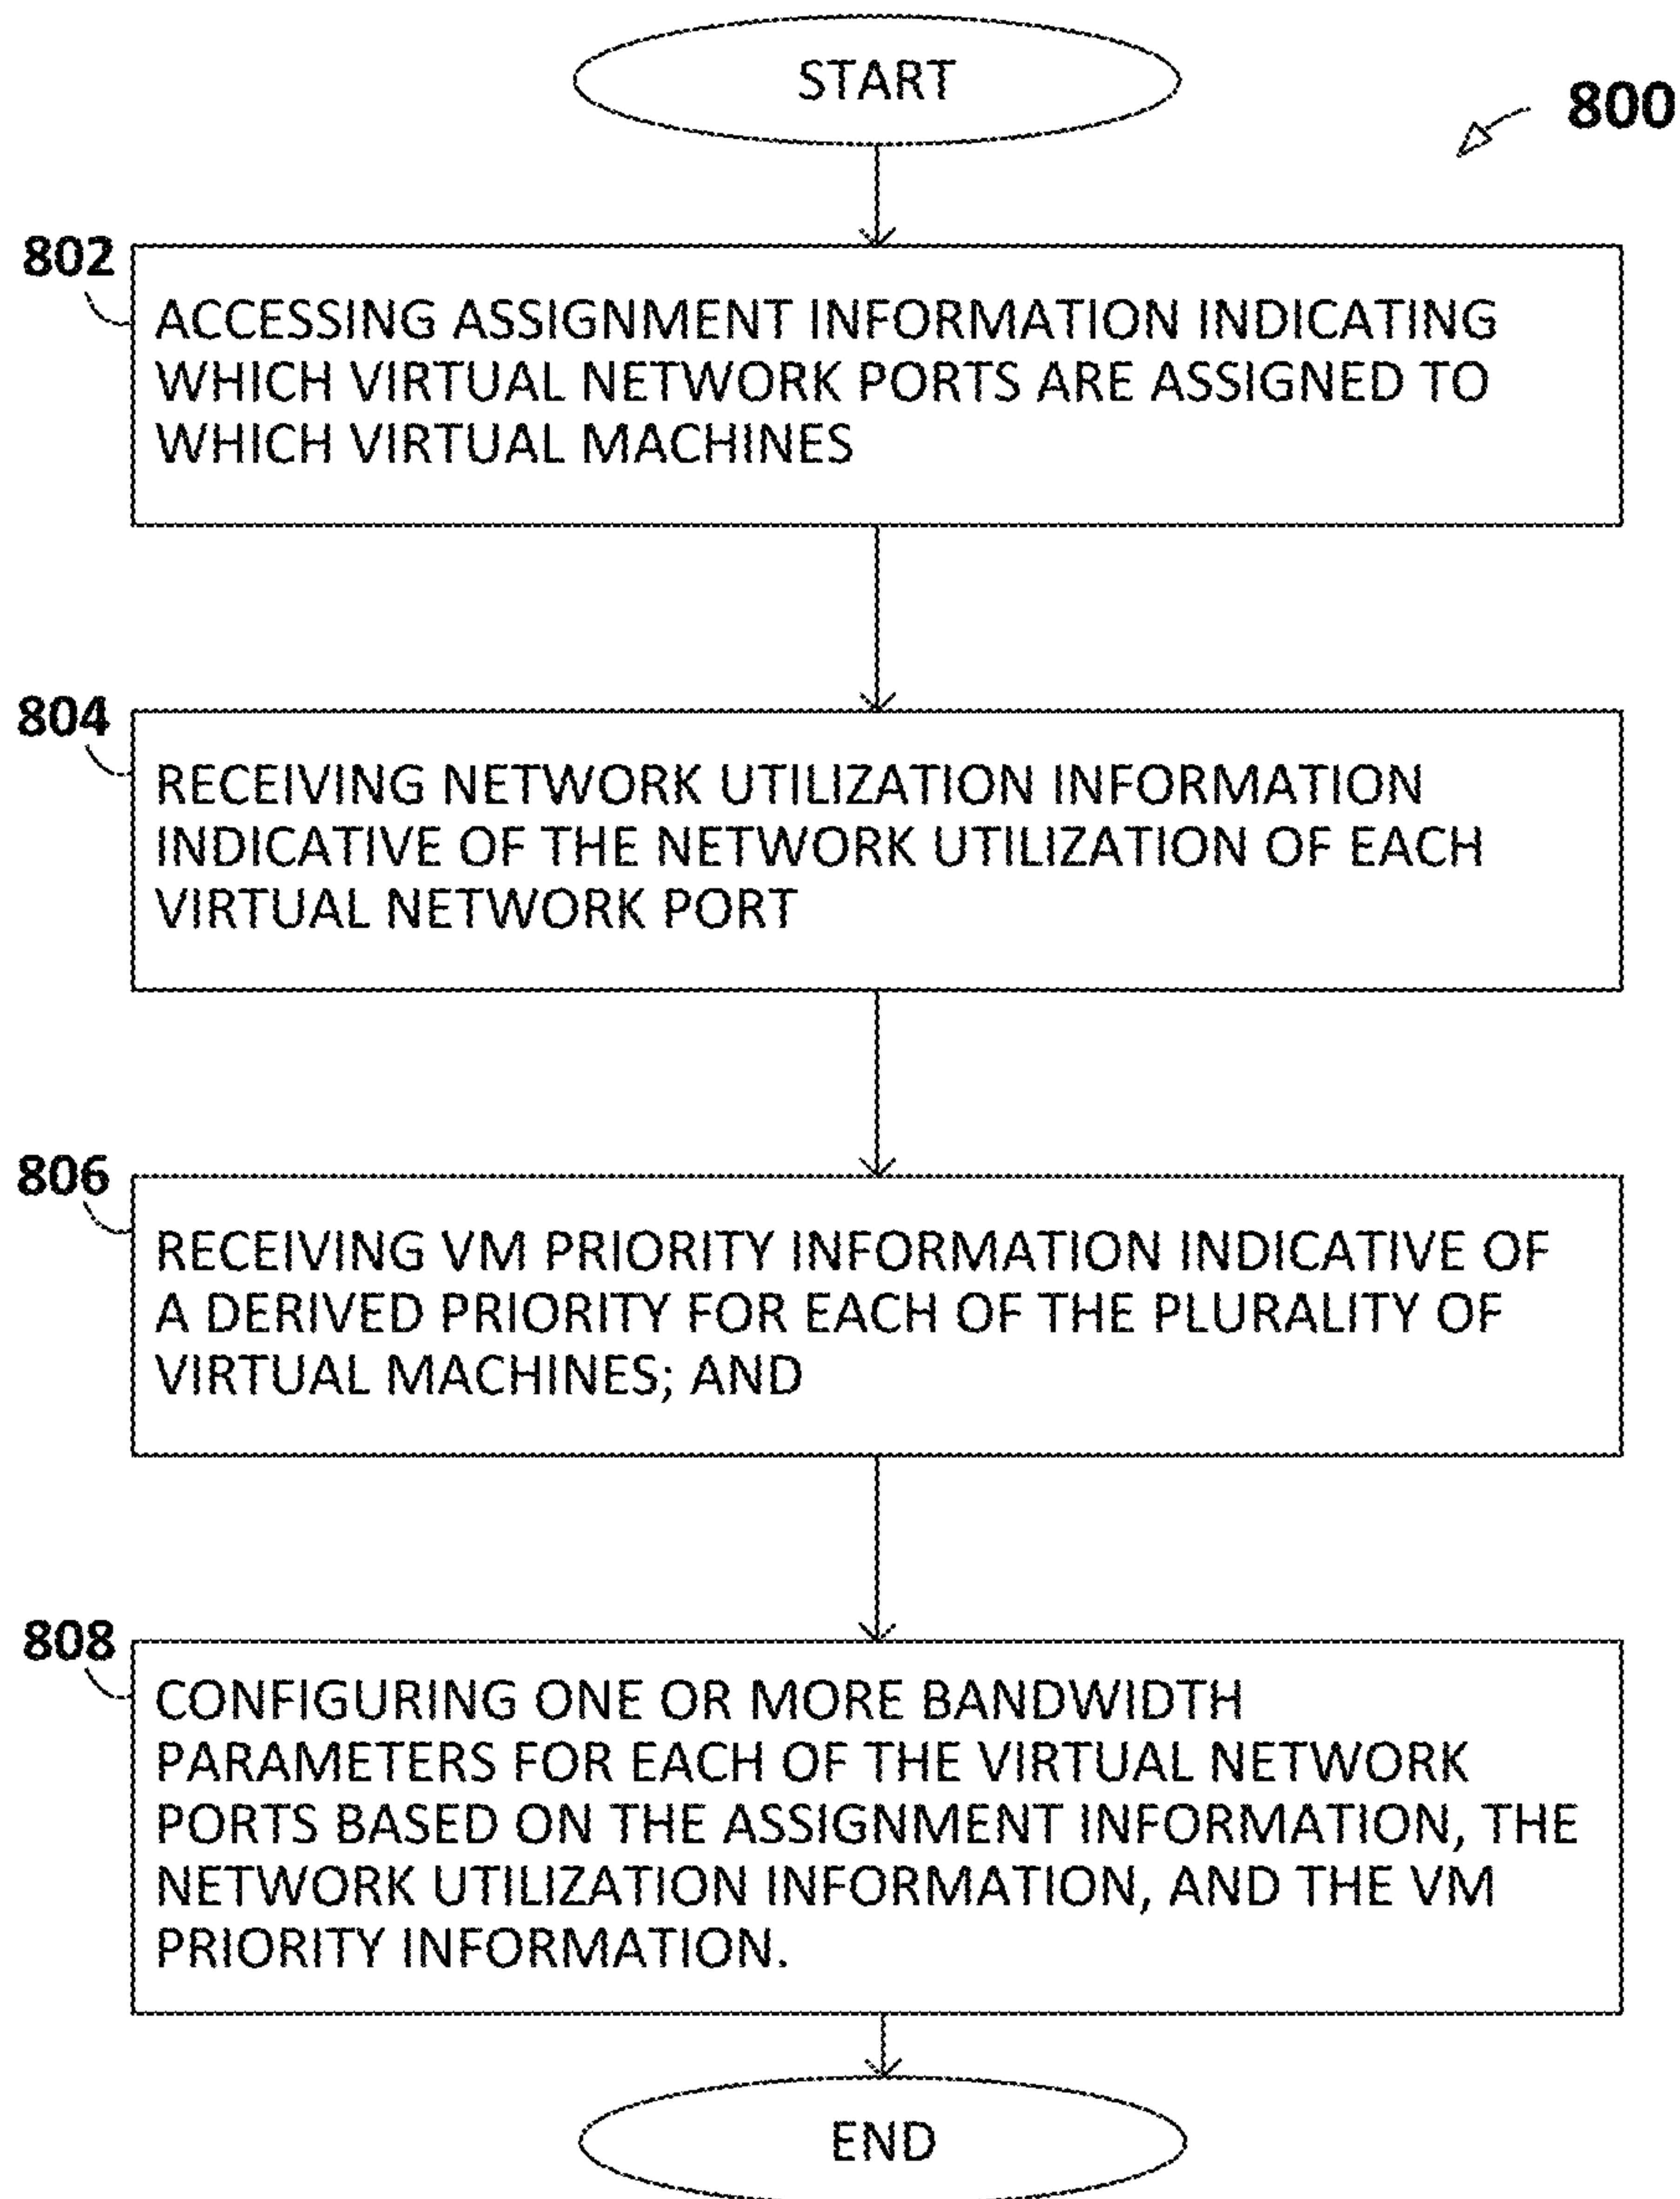 START
800
802
ACCESSING ASSIGNMENT INFORMATION INDICATING
WHICH VIRTUAL NETWORK PORTS ARE ASSIGNED TO
WHICH VIRTUAL MACHINES
804
RECEIVING NETWORK UTILIZATION INFORMATION
INDICATIVE OF THE NETWORK UTILIZATION OF EACH
VIRTUAL NETWORK PORT
806
RECEIVING VM PRIORITY INFORMATION INDICATIVE OF
A DERIVED PRIORITY FOR EACH OF THE PLURALITY OF
VIRTUAL MACHINES; AND
808
CONFIGURING ONE OR MORE BANDWIDTH
PARAMETERS FOR EACH OF THE VIRTUAL NETWORK
PORTS BASED ON THE ASSIGNMENT INFORMATION, THE
NETWORK UTILIZATION INFORMATION, AND THE VM
PRIORITY INFORMATION.
END